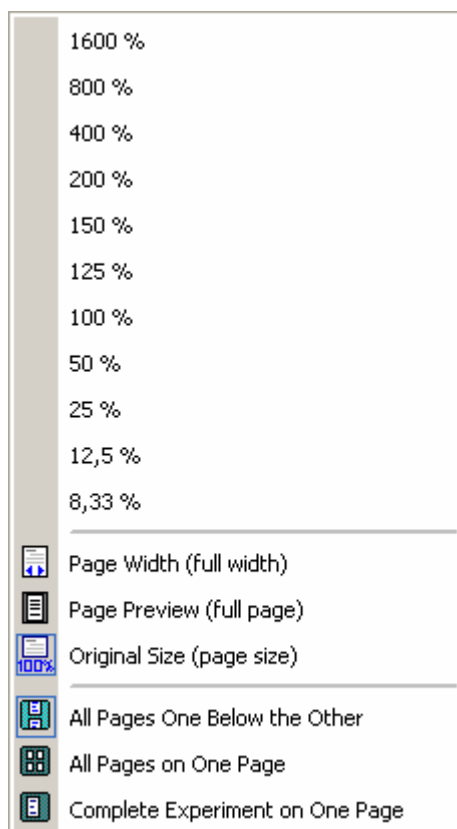 1600 %
800 %
400 %
200 %
150 %
125 %
100 %
50 %
25 %
12,5 %
8,33 %
Page Width (full width)
Page Preview (full page)
100%
Original Size (page size)
All Pages One Below the Other
All Pages on One Page
Complete Experiment on One Page